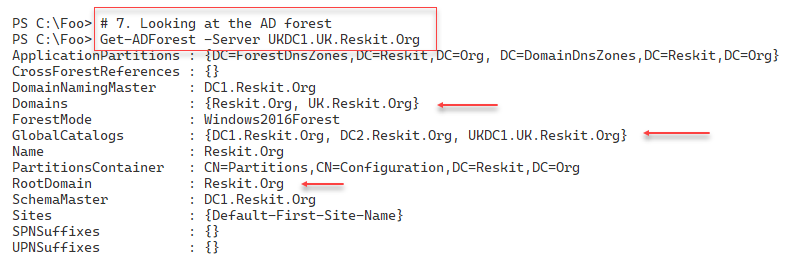 PS C:\Foo> # 7. Looking at the AD forest
PS C:\Foo> Get-ADForest -Server UKDC1.UK.Reskit.Org
ApplicationPartitions : {DC=ForestDnsZones,DC=Reskit,DC=Org, DC=DomainDnsZones,DC=Reskit,DC=Org}
CrossForestReferences : {}
DomainNamingMaster    : DC1.Reskit.Org
Domains               : {Reskit.Org, UK.Reskit.Org}
ForestMode            : Windows2016Forest
GlobalCatalogs        : {DC1.Reskit.Org, DC2.Reskit.Org, UKDC1.UK.Reskit.Org}
Name                  : Reskit.Org
PartitionsContainer   : CN=Partitions,CN=Configuration,DC=Reskit,DC=Org
RootDomain            : Reskit.Org
SchemaMaster          : DC1.Reskit.Org
Sites                 : {Default-First-Site-Name}
SPNSuffixes           : {}
UPNSuffixes           : {}